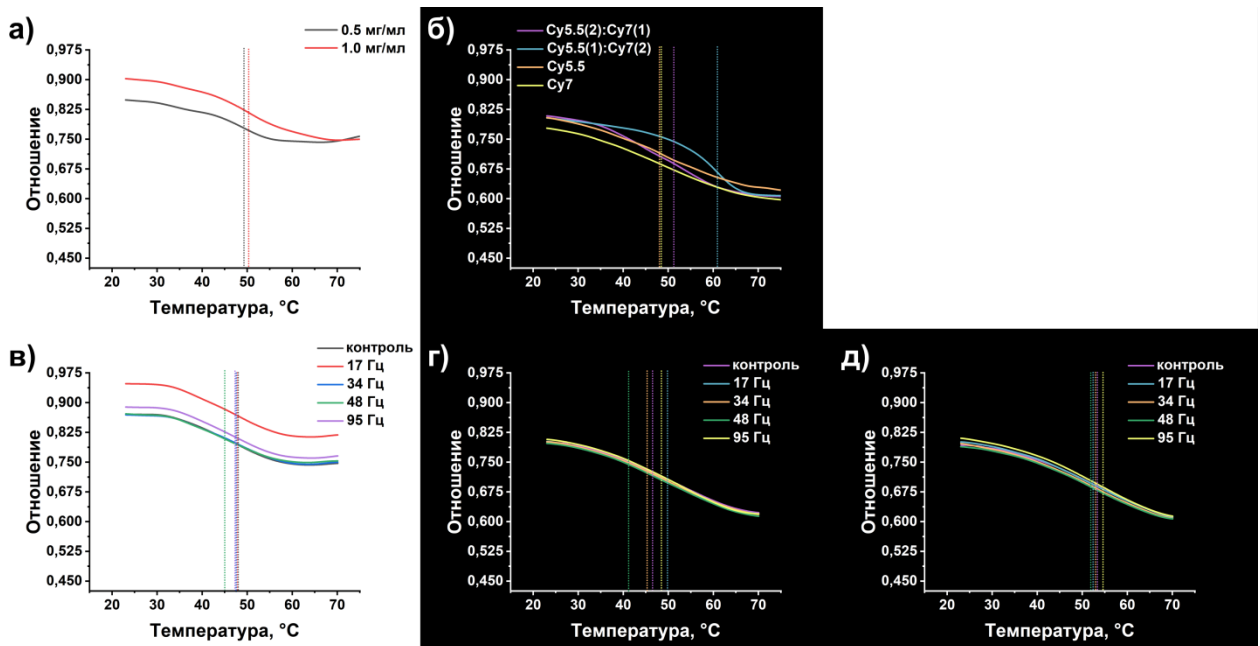 а)
0.5 мг/мл
1.0 мг/мл
0,975
0,900
0,825
0,750
0,675
0,600
0,525
0,450
Отношение
20 30 40 50 60 70
Температура, °C
б)
Cy5.5(2):Cy7(1)
Cy5.5(1):Cy7(2)
Cy5.5
Cy7
0,975
0,900
0,825
0,750
0,675
0,600
0,525
0,450
Отношение
20 30 40 50 60 70
Температура, °C
в)
контроль
17 Гц
34 Гц
48 Гц
95 Гц
0,975
0,900
0,825
0,750
0,675
0,600
0,525
0,450
Отношение
20 30 40 50 60 70
Температура, °C
г)
контроль
17 Гц
34 Гц
48 Гц
95 Гц
0,975
0,900
0,825
0,750
0,675
0,600
0,525
0,450
Отношение
20 30 40 50 60 70
Температура, °C
д)
контроль
17 Гц
34 Гц
48 Гц
95 Гц
0,975
0,900
0,825
0,750
0,675
0,600
0,525
0,450
Отношение
20 30 40 50 60 70
Температура, °C